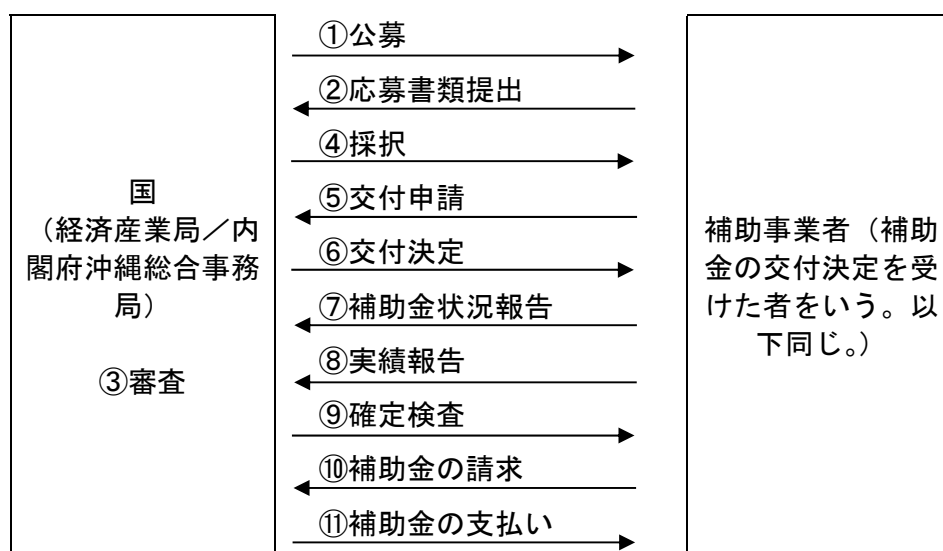 国
（経済産業局／内
閣府沖縄総合事務
局）
③審査
①公募
②応募書類提出
④採択
⑤交付申請
⑥交付決定
⑦補助金状況報告
⑧実績報告
⑨確定検査
⑩補助金の請求
⑪補助金の支払い
補助事業者（補助
金の交付決定を受
けた者をいう。以
下同じ。）